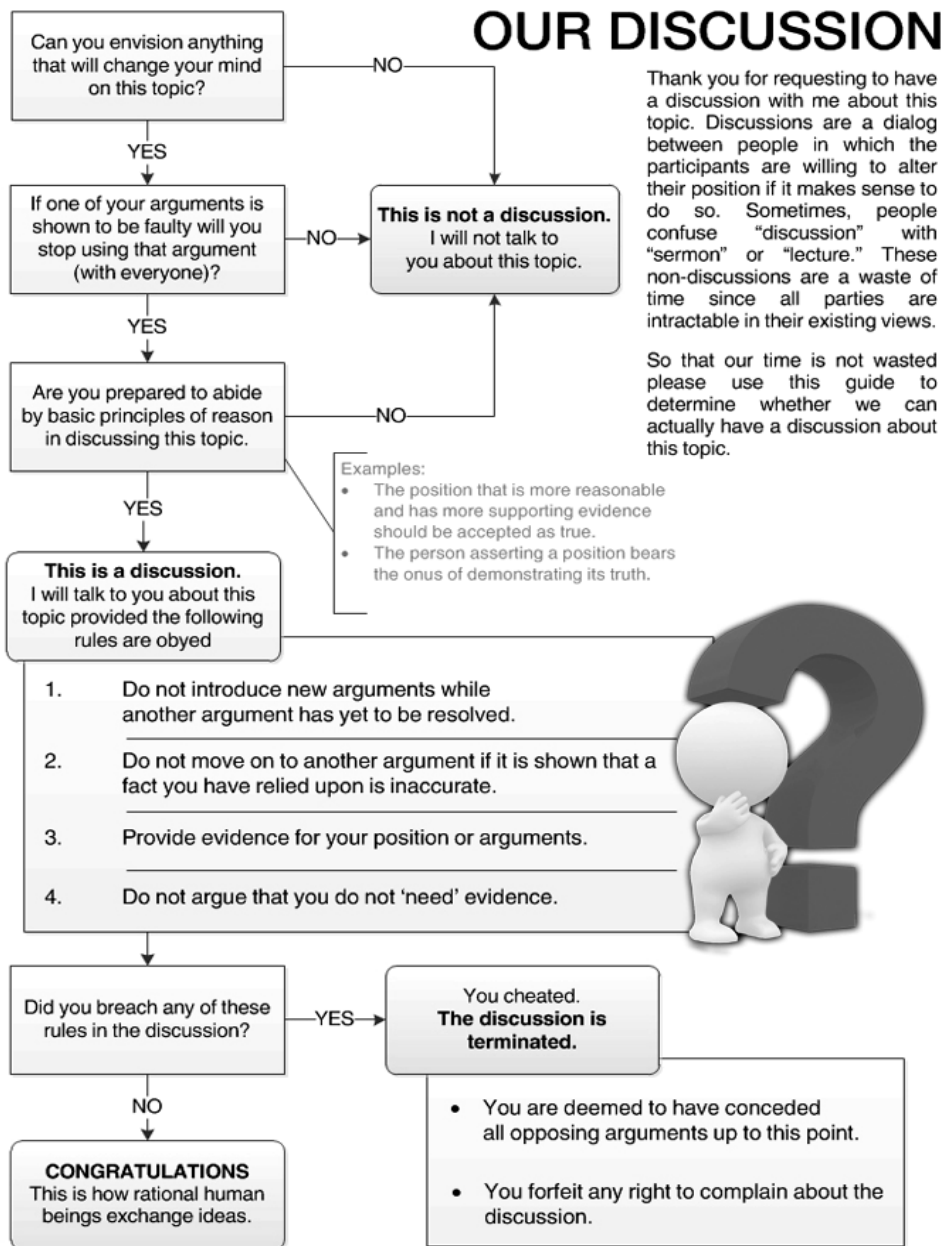 OUR DISCUSSION
Thank you for requesting to have
a discussion with me about this
topic. Discussions are a dialog
between people in which the
participants are willing to alter
their position if it makes sense to
do so. Sometimes, people
confuse “discussion” with
“sermon” or “lecture.” These
non-discussions are a waste of
time since all parties are
intractable in their existing views.
So that our time is not wasted
please use this guide to
determine whether we can
actually have a discussion about
this topic.
Can you envision anything
that will change your mind
on this topic?
NO
YES
If one of your arguments is
shown to be faulty will you
stop using that argument
(with everyone)?
NO
This is not a discussion.
I will not talk to
you about this topic.
YES
Are you prepared to abide
by basic principles of reason
in discussing this topic.
NO
Examples:
• The position that is more reasonable
and has more supporting evidence
should be accepted as true.
• The person asserting a position bears
the onus of demonstrating its truth.
YES
This is a discussion.
I will talk to you about this
topic provided the following
rules are obyed
1. Do not introduce new arguments while
another argument has yet to be resolved.
2. Do not move on to another argument if it is shown that a
fact you have relied upon is inaccurate.
3. Provide evidence for your position or arguments.
4. Do not argue that you do not ‘need’ evidence.
Did you breach any of these
rules in the discussion?
YES
You cheated.
The discussion is
terminated.
• You are deemed to have conceded
all opposing arguments up to this point.
• You forfeit any right to complain about the
discussion.
NO
CONGRATULATIONS
This is how rational human
beings exchange ideas.